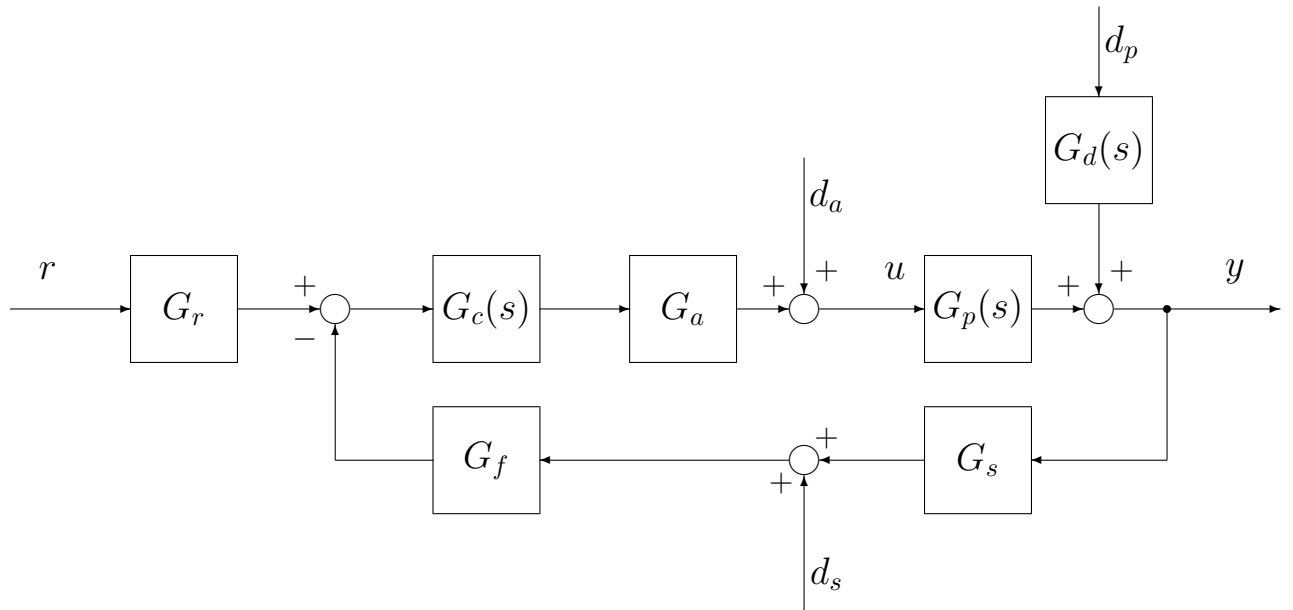 d_p
G_d(s)
d_a
r
G_r
+
−
G_c(s)
G_a
+
+
u
G_p(s)
+
+
y
G_f
+
+
G_s
d_s